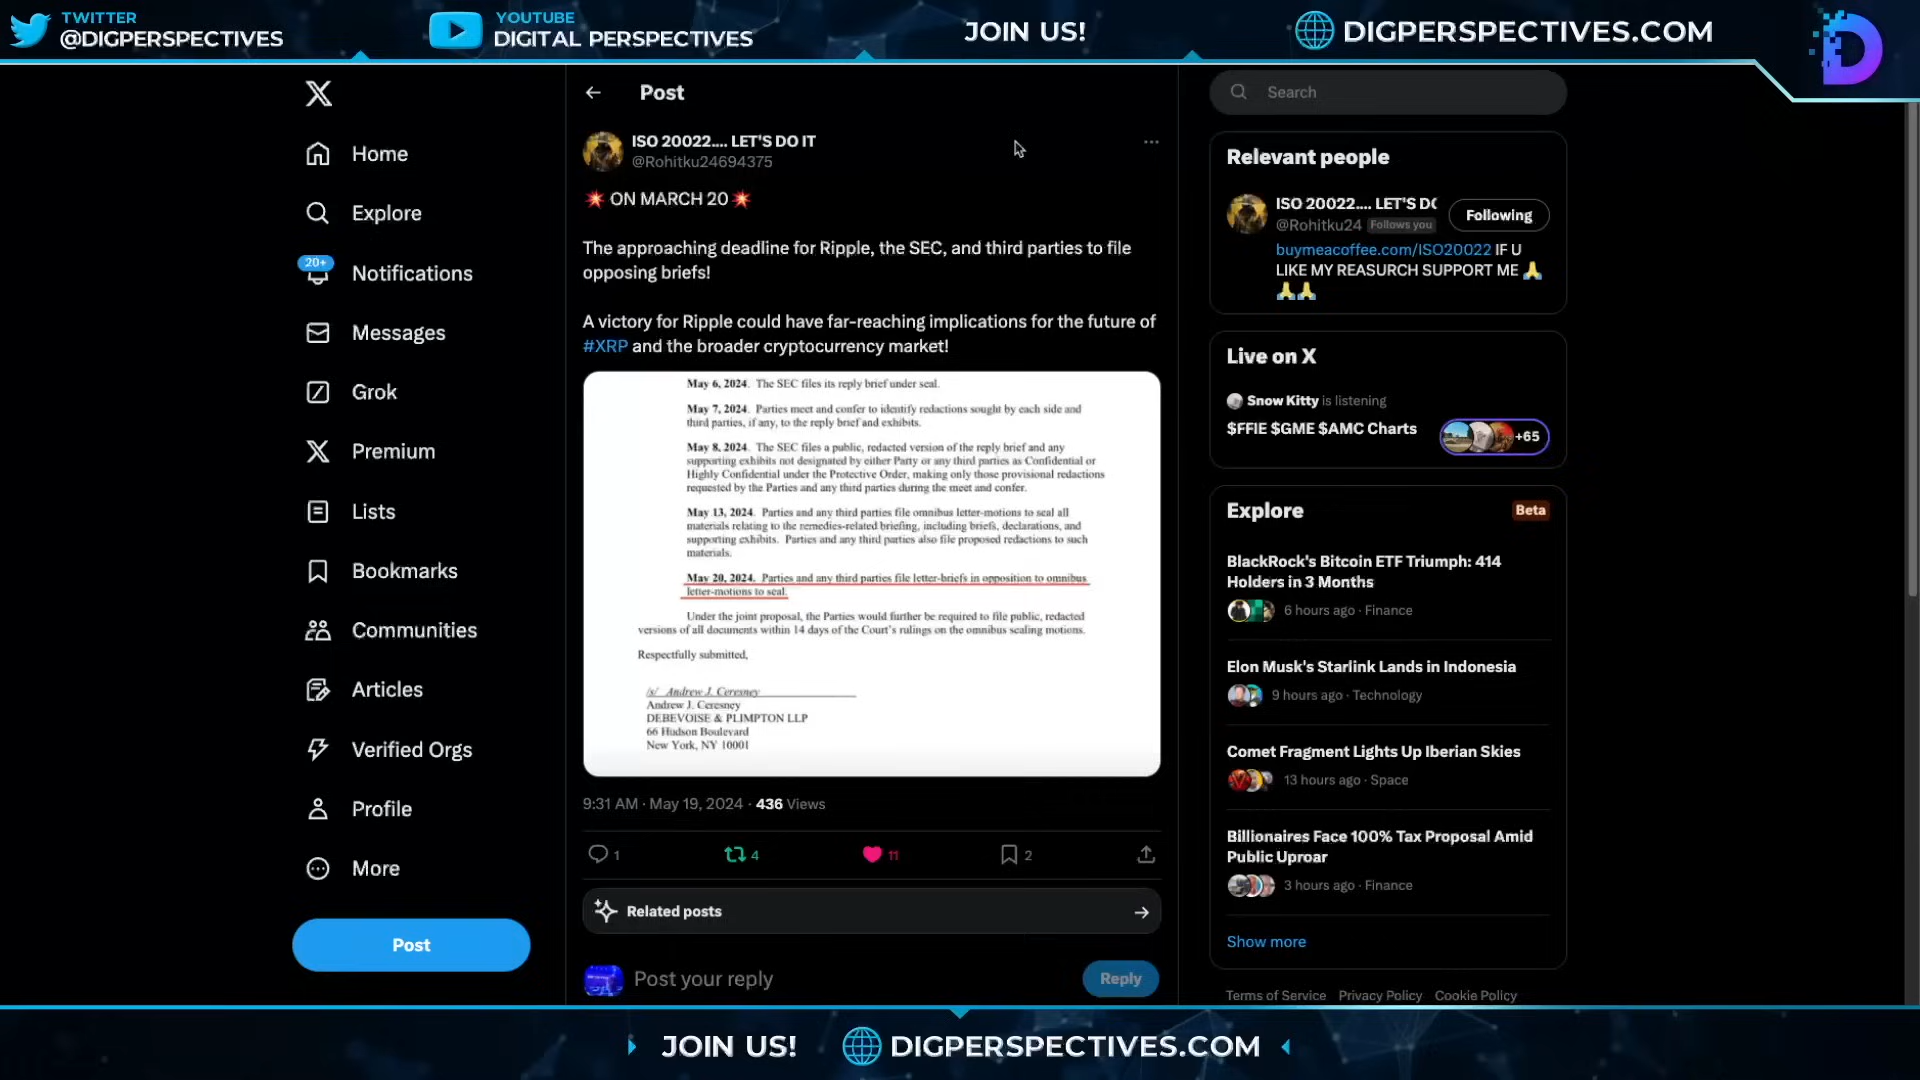 TWITTER
@DIGPERSPECTIVES
YOUTUBE
DIGITAL PERSPECTIVES
JOIN US!
DIGPERSPECTIVES.COM
Home
Explore
20+
Notifications
Messages
Grok
Premium
Lists
Bookmarks
Communities
Articles
Verified Orgs
Profile
More
Post
Post
ISO 20022.... LET'S DO IT
@Rohitku24694375
💥 ON MARCH 20 💥
The approaching deadline for Ripple, the SEC, and third parties to file
opposing briefs!
A victory for Ripple could have far-reaching implications for the future of
#XRP and the broader cryptocurrency market!
May 6, 2024. The SEC files its reply brief under seal.
May 7, 2024. Parties meet and confer to identify redactions sought by each side and
third parties, if any, to the reply brief and exhibits.
May 8, 2024. The SEC files a public, redacted version of the reply brief and any
supporting exhibits not designated by either Party or any third parties as Confidential or
Highly Confidential under the Protective Order, making only those provisional redactions
requested by the Parties and any third parties during the meet and confer.
May 13, 2024. Parties and any third parties file omnibus letter-motions to seal all
materials relating to the remedies-related briefing, including briefs, declarations, and
supporting exhibits. Parties and any third parties also file proposed redactions to such
materials.
May 20, 2024. Parties and any third parties file letter-briefs in opposition to omnibus
letter-motions to seal.
Under the joint proposal, the Parties would further be required to file public, redacted
versions of all documents within 14 days of the Court's rulings on the omnibus sealing motions.
Respectfully submitted,
/s/ Andrew J. Ceresney
Andrew J. Ceresney
DEBEVOISE & PLIMPTON LLP
66 Hudson Boulevard
New York, NY 10001
9:31 AM · May 19, 2024 · 436 Views
1
4
11
2
Related posts
Post your reply
Reply
Search
Relevant people
ISO 20022.... LET'S DO
@Rohitku24 Follows you
Following
buymeacoffee.com/ISO20022 IF U
LIKE MY REASURCH SUPPORT ME 🙏
🙏🙏
Live on X
Snow Kitty is listening
$FFIE $GME $AMC Charts
+65
Explore
Beta
BlackRock's Bitcoin ETF Triumph: 414
Holders in 3 Months
6 hours ago · Finance
Elon Musk's Starlink Lands in Indonesia
9 hours ago · Technology
Comet Fragment Lights Up Iberian Skies
13 hours ago · Space
Billionaires Face 100% Tax Proposal Amid
Public Uproar
3 hours ago · Finance
Show more
Terms of Service Privacy Policy Cookie Policy
JOIN US!
DIGPERSPECTIVES.COM